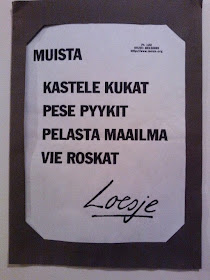 MUISTA
KASTELE KUKAT
PESE PYYKIT
PELASTA MAAILMA
VIE ROSKAT
Loesje